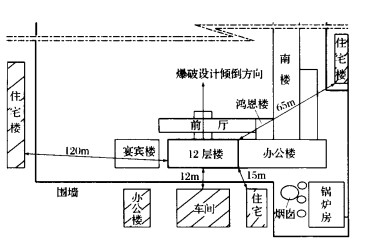 住宅楼
南楼
爆破设计倾倒方向
鸿恩楼
65m
住宅楼
前厅
宴宾楼
12层楼
办公楼
120m
12m
15m
围墙
办公楼
车间
住宅
烟囱
锅炉房